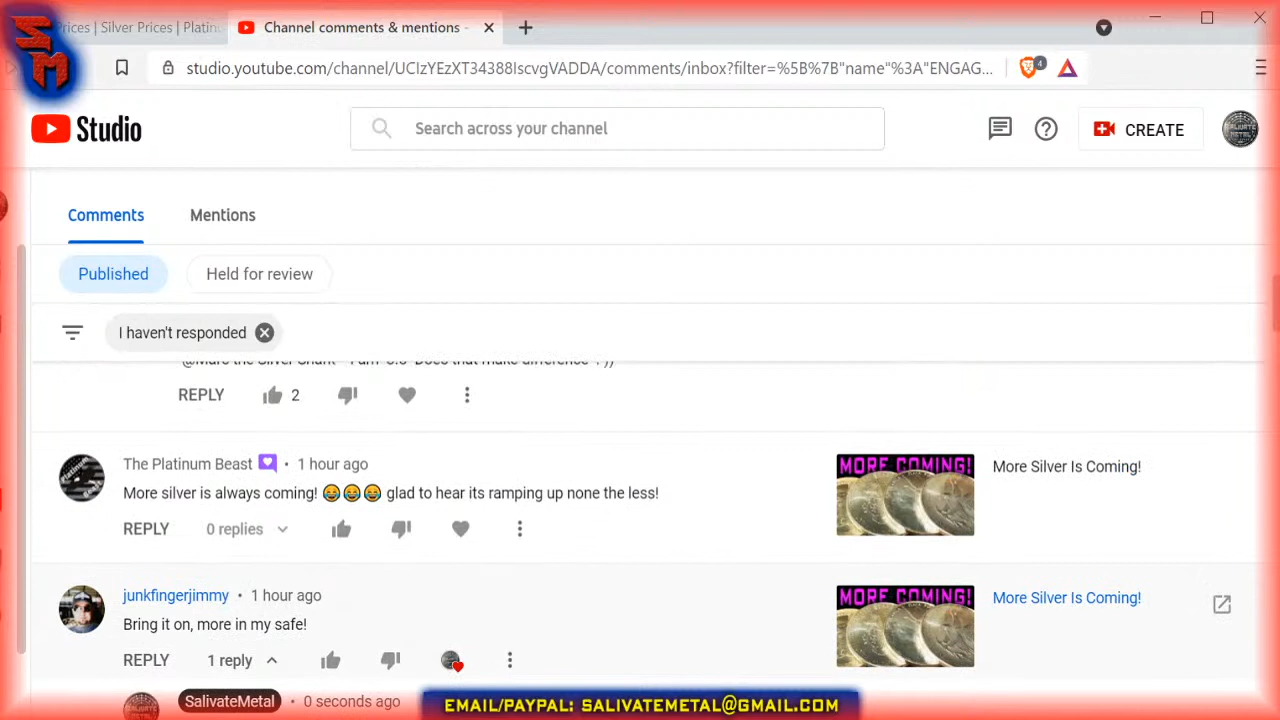 SM
Prices | Silver Prices | Platin
Channel comments & mentions -
studio.youtube.com/channel/UCIzYEzXT34388IscvgVADDA/comments/inbox?filter=%5B%7B"name"%3A"ENGAG...
4
Studio
Search across your channel
CREATE
Comments
Mentions
Published
Held for review
I haven't responded
REPLY 2
The Platinum Beast • 1 hour ago
More silver is always coming! 😂😂😂 glad to hear its ramping up none the less!
REPLY 0 replies
MORE COMING!
More Silver Is Coming!
junkfingerjimmy • 1 hour ago
Bring it on, more in my safe!
REPLY 1 reply
MORE COMING!
More Silver Is Coming!
SalivateMetal • 0 seconds ago
EMAIL/PAYPAL: SALIVATEMETAL@GMAIL.COM